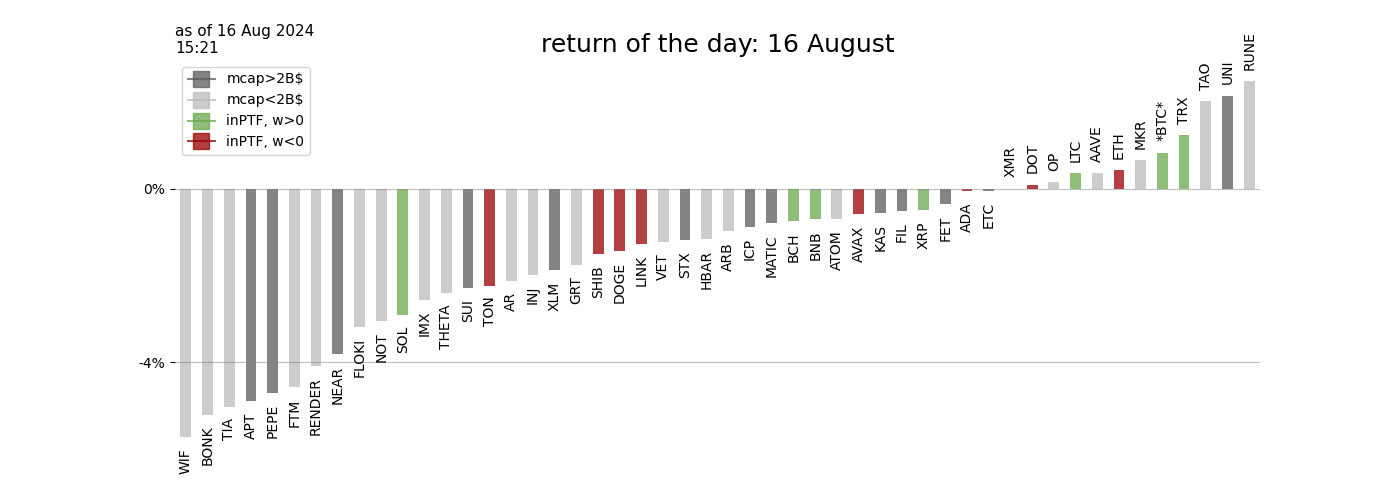 as of 16 Aug 2024
15:21
return of the day: 16 August
mcap>2B$
mcap<2B$
inPTF, w>0
inPTF, w<0
0%
-4%
WIF
BONK
TIA
APT
PEPE
FTM
RENDER
NEAR
FLOKI
NOT
SOL
IMX
THETA
SUI
TON
AR
INJ
XLM
GRT
SHIB
DOGE
LINK
VET
STX
HBAR
ARB
ICP
MATIC
BCH
BNB
ATOM
AVAX
KAS
FIL
XRP
FET
ADA
ETC
XMR
DOT
OP
LTC
AAVE
ETH
MKR
*BTC*
TRX
TAO
UNI
RUNE